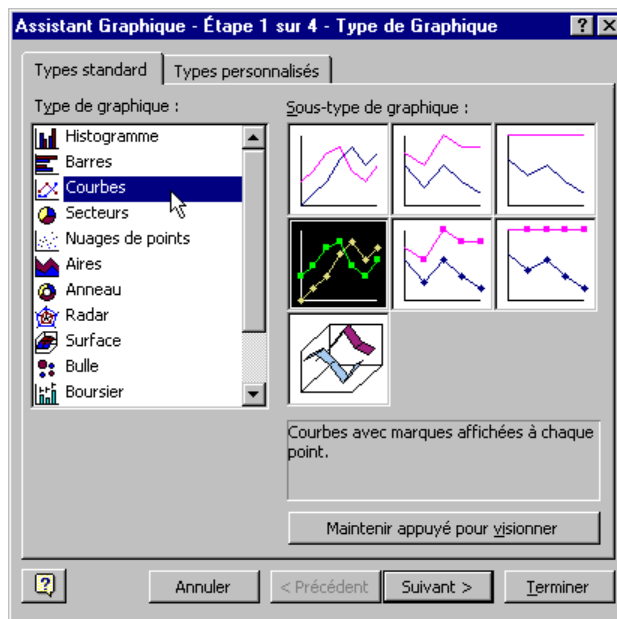 Assistant Graphique - Étape 1 sur 4 - Type de Graphique
Types standard
Types personnalisés
Type de graphique :
Histogramme
Barres
Courbes
Secteurs
Nuages de points
Aires
Anneau
Radar
Surface
Bulle
Boursier
Sous-type de graphique :
Courbes avec marques affichées à chaque
point.
Maintenir appuyé pour visionner
Annuler
< Précédent
Suivant >
Terminer